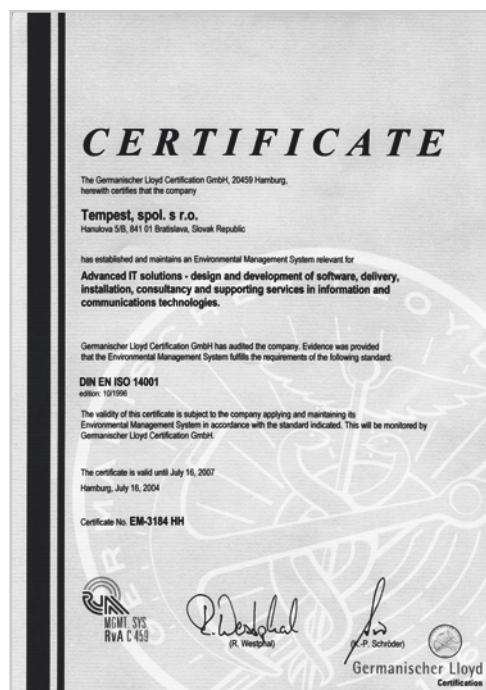 CERTIFICATE
The Germanischer Lloyd Certification GmbH, 20459 Hamburg,
herewith certifies that the company
Tempest, spol. s r.o.
Hanulova 5/B, 841 01 Bratislava, Slovak Republic
has established and maintains an Environmental Management System relevant for
Advanced IT solutions - design and development of software, delivery,
installation, consultancy and supporting services in information and
communications technologies.
Germanischer Lloyd Certification GmbH has audited the company. Evidence was provided
that the Environmental Management System fulfills the requirements of the following standard:
DIN EN ISO 14001
edition: 10/1996
The validity of this certificate is subject to the company applying and maintaining its
Environmental Management System in accordance with the standard indicated. This will be monitored by
Germanischer Lloyd Certification GmbH.
The certificate is valid until July 16, 2007
Hamburg, July 16, 2004
Certificate No. EM-3184 HH
RvA
MGMT. SYS
RvA C 459
R. Westphal
(R. Westphal)
(K.-P. Schröder)
Germanischer Lloyd
Certification